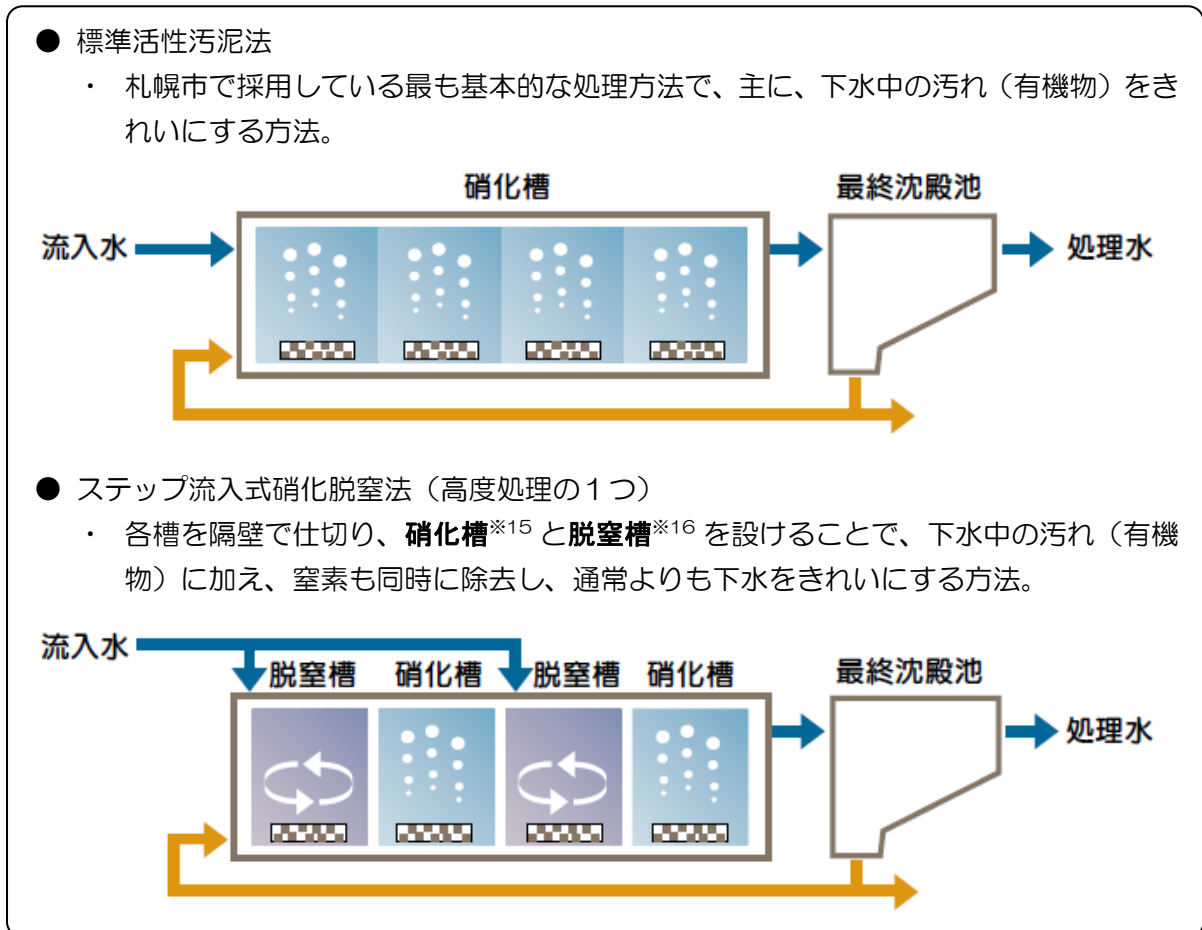 ● 標準活性汚泥法
・ 札幌市で採用している最も基本的な処理方法で、主に、下水中の汚れ（有機物）をき
れいにする方法。
硝化槽 最終沈殿池
流入水 処理水
● ステップ流入式硝化脱窒法（高度処理の１つ）
・ 各槽を隔壁で仕切り、硝化槽※15 と脱窒槽※16 を設けることで、下水中の汚れ（有機
物）に加え、窒素も同時に除去し、通常よりも下水をきれいにする方法。
流入水
脱窒槽 硝化槽 脱窒槽 硝化槽 最終沈殿池
処理水